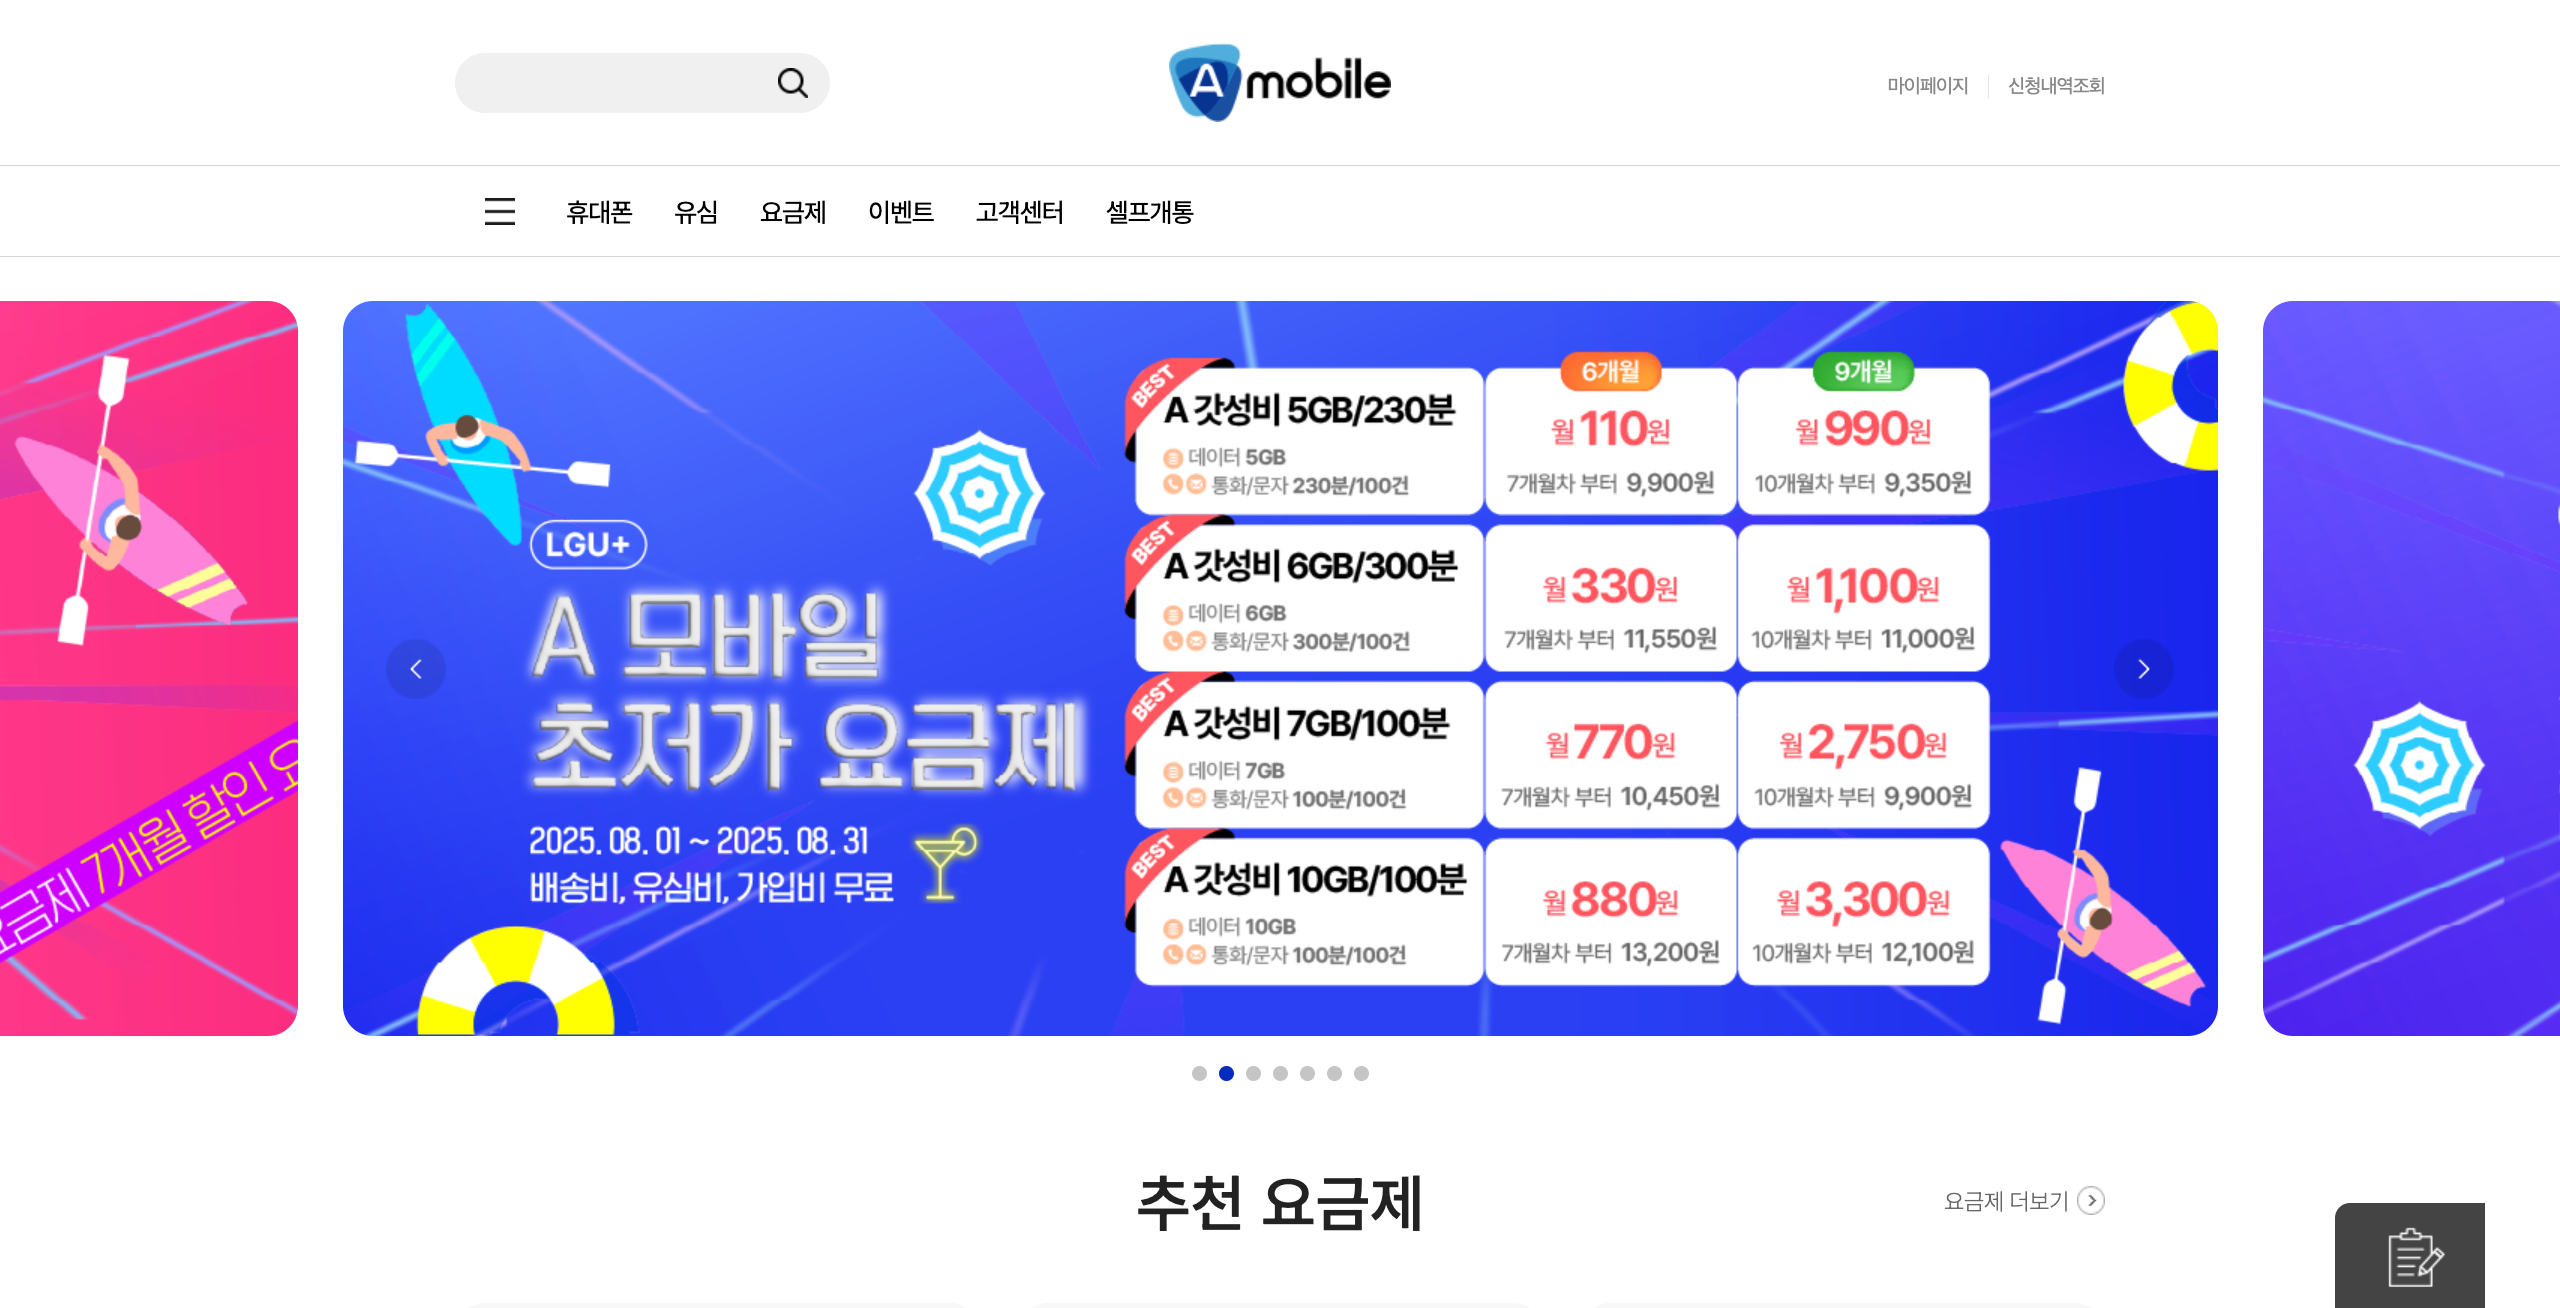 A mobile
마이페이지
신청내역조회
휴대폰 유심 요금제 이벤트 고객센터 셀프개통
요금제 7개월 할인
LGU+
A 모바일
초저가 요금제
2025. 08. 01 ~ 2025. 08. 31
배송비, 유심비, 가입비 무료
6개월
9개월
BEST
A 갓성비 5GB/230분
데이터 5GB
통화/문자 230분/100건
월 110원
7개월차 부터 9,900원
월 990원
10개월차 부터 9,350원
BEST
A 갓성비 6GB/300분
데이터 6GB
통화/문자 300분/100건
월 330원
7개월차 부터 11,550원
월 1,100원
10개월차 부터 11,000원
BEST
A 갓성비 7GB/100분
데이터 7GB
통화/문자 100분/100건
월 770원
7개월차 부터 10,450원
월 2,750원
10개월차 부터 9,900원
BEST
A 갓성비 10GB/100분
데이터 10GB
통화/문자 100분/100건
월 880원
7개월차 부터 13,200원
월 3,300원
10개월차 부터 12,100원
추천 요금제
요금제 더보기